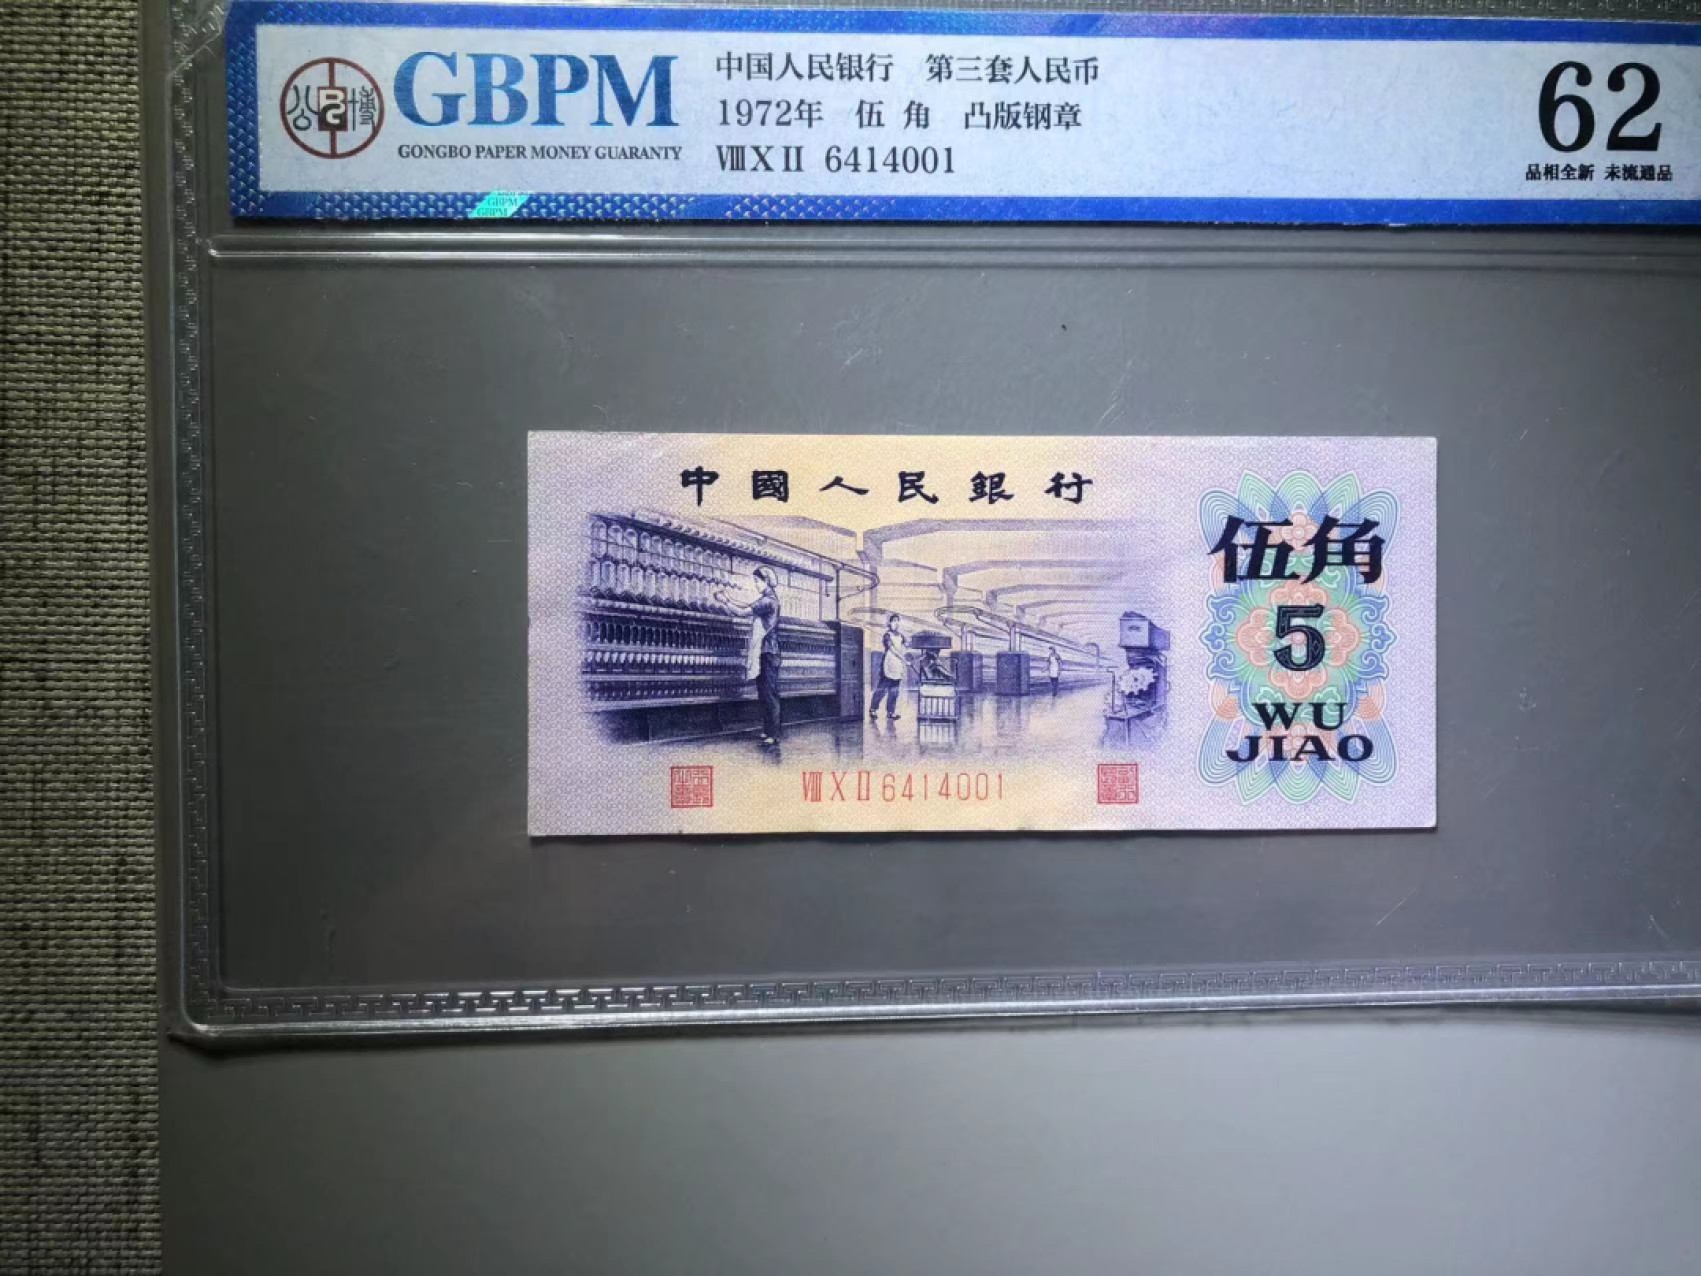 GBPM
GONGBO PAPER MONEY GUARANTY
中国人民银行 第三套人民币
1972年 伍 角 凸版钢章
ⅧⅩⅡ 6414001
62
品相全新 未流通品
GBPM
GBPM
中國人民銀行
伍角
5
WU
JIAO
ⅧⅩⅡ6414001